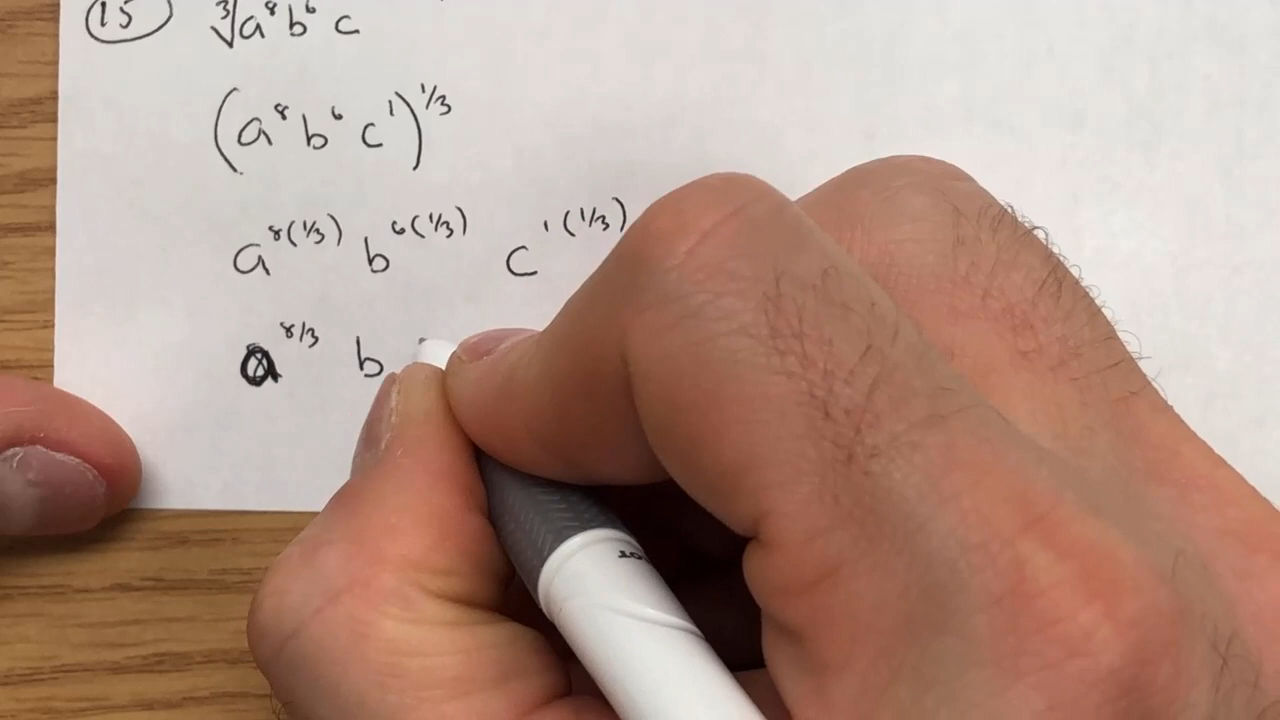 15 ∛a⁸b⁶c
(a⁸b⁶c¹)^1/3
a^8(1/3) b^6(1/3) c^1(1/3)
a^8/3 b